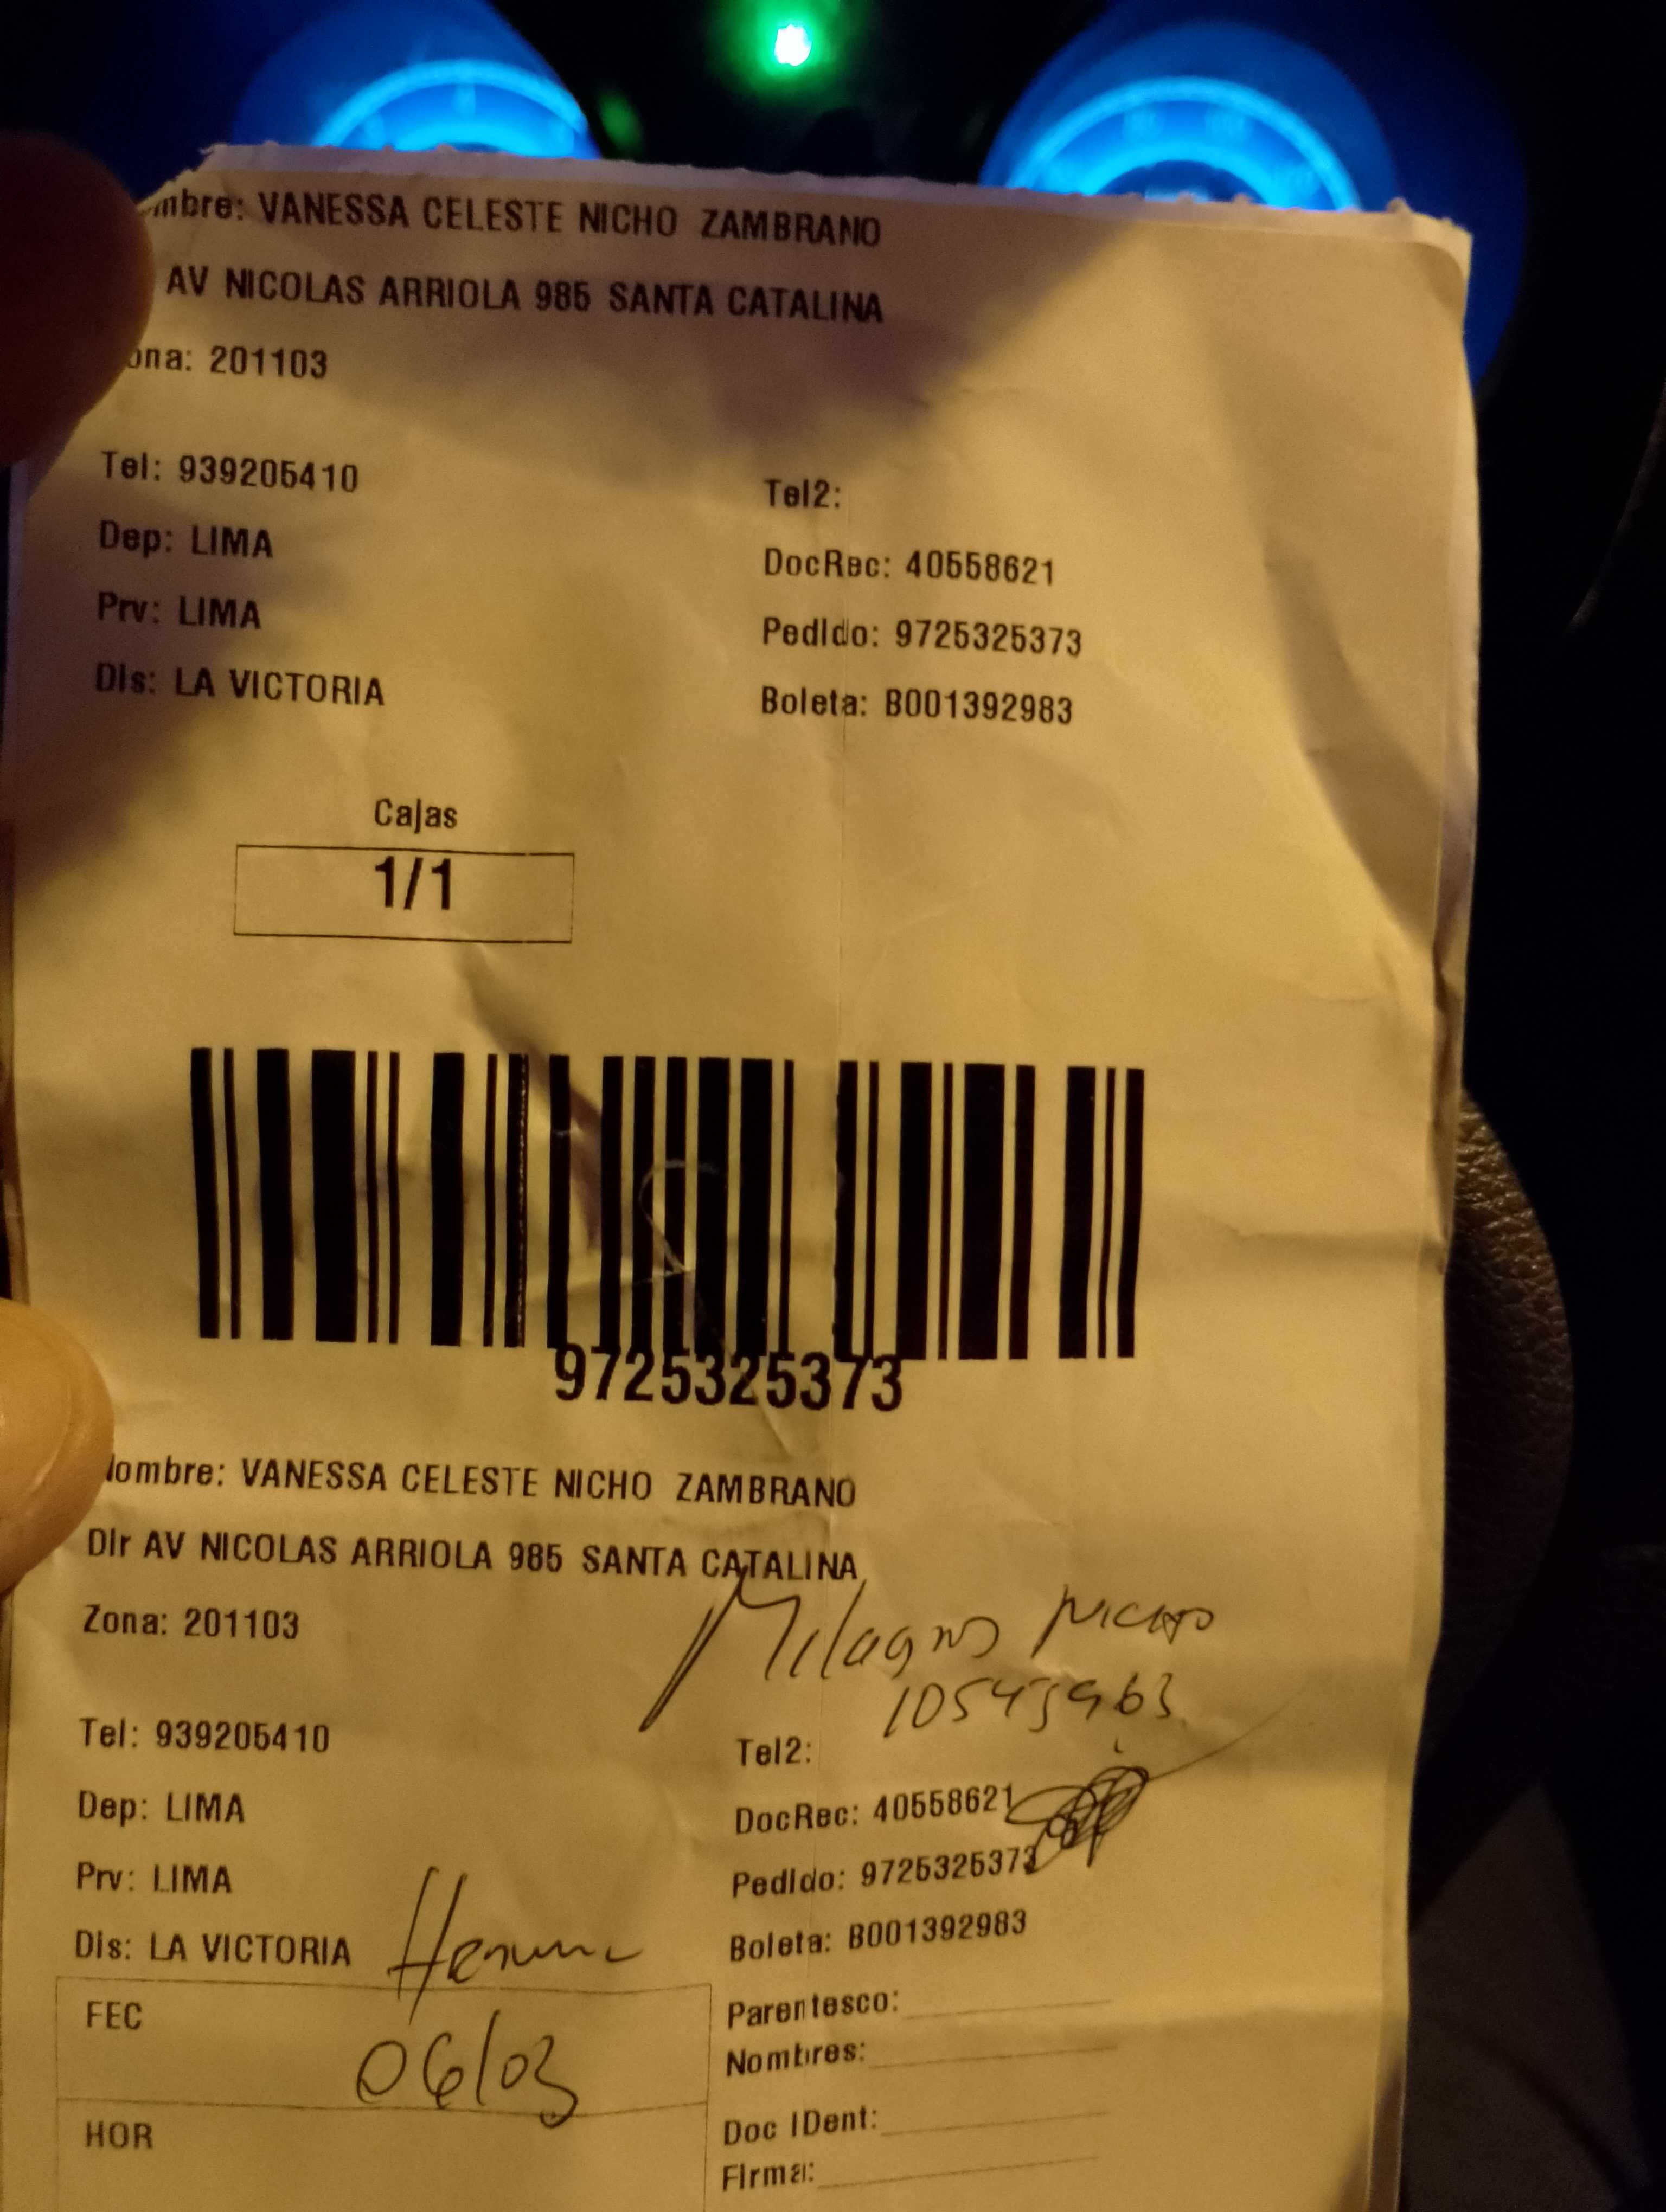 mbre: VANESSA CELESTE NICHO ZAMBRANO
AV NICOLAS ARRIOLA 985 SANTA CATALINA
ona: 201103
Tel: 939205410
Tel2:
Dep: LIMA
DocRec: 40558621
Prv: LIMA
Pedido: 9725325373
Dis: LA VICTORIA
Boleta: B001392983
Cajas
1/1
9725325373
Nombre: VANESSA CELESTE NICHO ZAMBRANO
Dir AV NICOLAS ARRIOLA 985 SANTA CATALINA
Zona: 201103
Milagros Nicho
10545963
Tel: 939205410
Tel2:
Dep: LIMA
DocRec: 40558621
Prv: LIMA
Pedido: 9725325373
Dis: LA VICTORIA
Boleta: B001392983
FEC
06/03
HOR
Parentesco:
Nombres:
Doc IDent:
Firma: